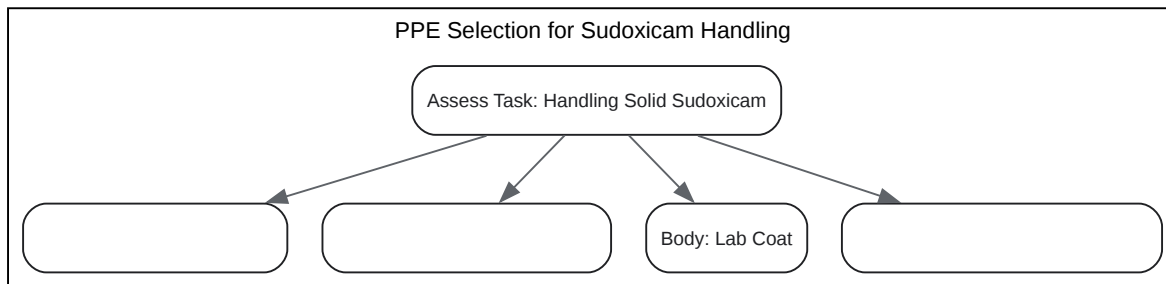 PPE Selection for Sudoxicam Handling
Assess Task: Handling Solid Sudoxicam
Body: Lab Coat